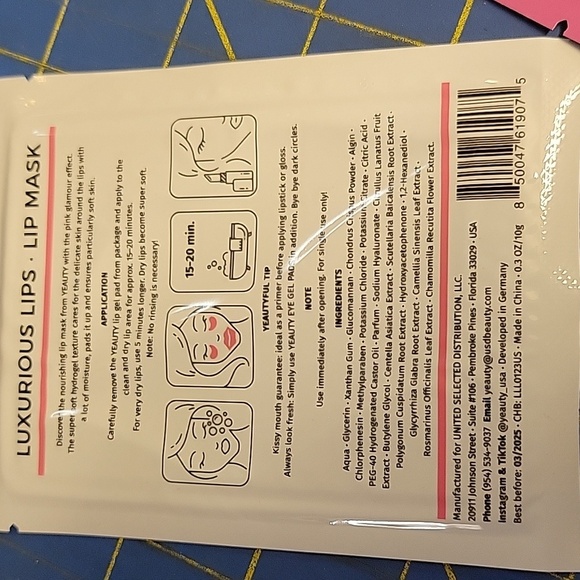 LUXURIOUS LIPS · LIP MASK
Discover the nourishing lip mask from YEAUTY with the pink glamour effect.
The super soft hydrogel texture cares for the delicate skin around the lips with
a lot of moisture, pads it up and ensures particularly soft skin.
APPLICATION
Carefully remove the YEAUTY lip gel pad from package and apply to the
clean and dry lip area for approx. 15-20 minutes.
For very dry lips, use 5 minutes longer. Dry lips become super soft.
Note: No rinsing is necessary!
15-20 min.
YEAUTYFUL TIP
Kissy mouth guarantee: ideal as a primer before applying lipstick or gloss.
Always look fresh: Simply use YEAUTY EYE GEL PADS in addition. Bye bye dark circles.
NOTE
Use immediately after opening. For single use only!
INGREDIENTS
Aqua · Glycerin · Xanthan Gum · Glucomannan · Chondrus Crispus Powder · Algin ·
Chlorphenesin · Methylparaben · Potassium Chloride · Potassium Citrate · Citric Acid ·
PEG-40 Hydrogenated Castor Oil · Parfum · Sodium Hyaluronate · Citrullus Lanatus Fruit
Extract · Butylene Glycol · Centella Asiatica Extract · Scutellaria Baicalensis Root Extract ·
Polygonum Cuspidatum Root Extract · Hydroxyacetophenone · 1,2-Hexanediol ·
Glycyrrhiza Glabra Root Extract · Camellia Sinensis Leaf Extract ·
Rosmarinus Officinalis Leaf Extract · Chamomilla Recutita Flower Extract.
Manufactured for UNITED SELECTED DISTRIBUTION, LLC.
20911 Johnson Street · Suite #106 · Pembroke Pines · Florida 33029 · USA
Phone (954) 534-9037 Email yeauty@usdbeauty.com
Instagram & TikTok @yeauty_usa · Developed in Germany
Best before: 03/2025 · CHB: LLL0123US · Made in China · 0.3 OZ/10g
8 50047 61907 5